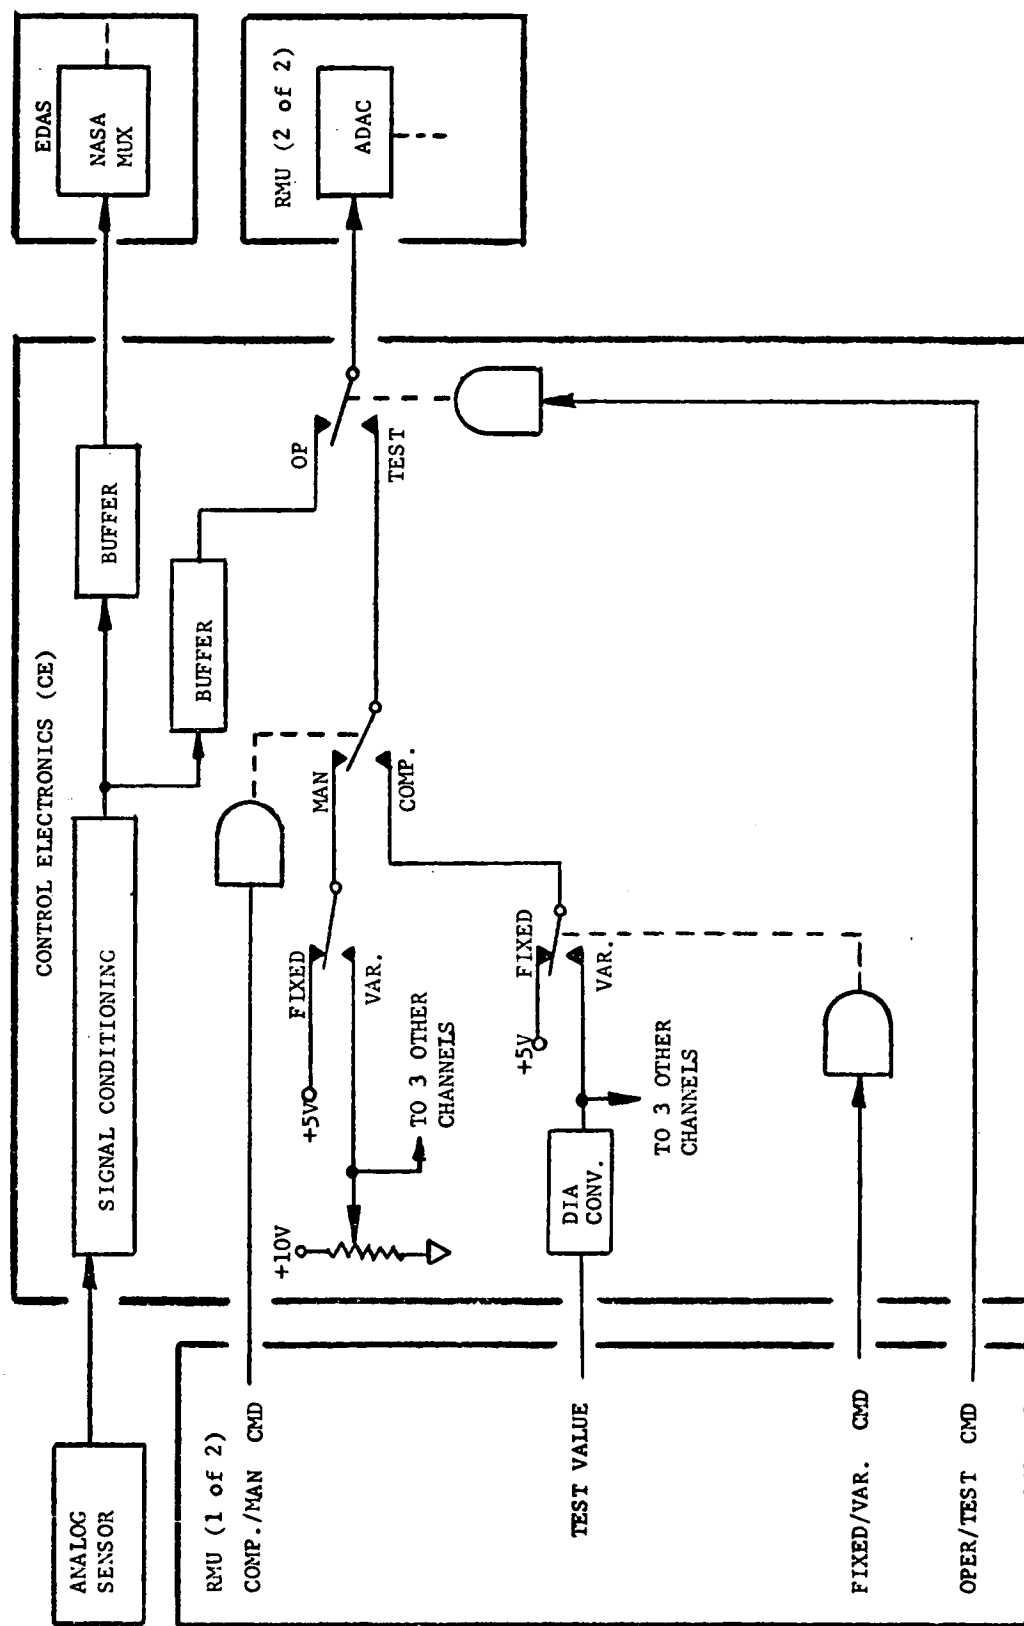 ANALOG
SENSOR
CONTROL ELECTRONICS (CE)
SIGNAL CONDITIONING
BUFFER
BUFFER
EDAS
NASA
MUX
RMU (2 of 2)
ADAC
OP
TEST
MAN
COMP.
FIXED
VAR.
+5V
+10V
TO 3 OTHER
CHANNELS
FIXED
VAR.
+5V
TO 3 OTHER
CHANNELS
DIA
CONV.
RMU (1 of 2)
COMP./MAN CMD
TEST VALUE
FIXED/VAR. CMD
OPER/TEST CMD